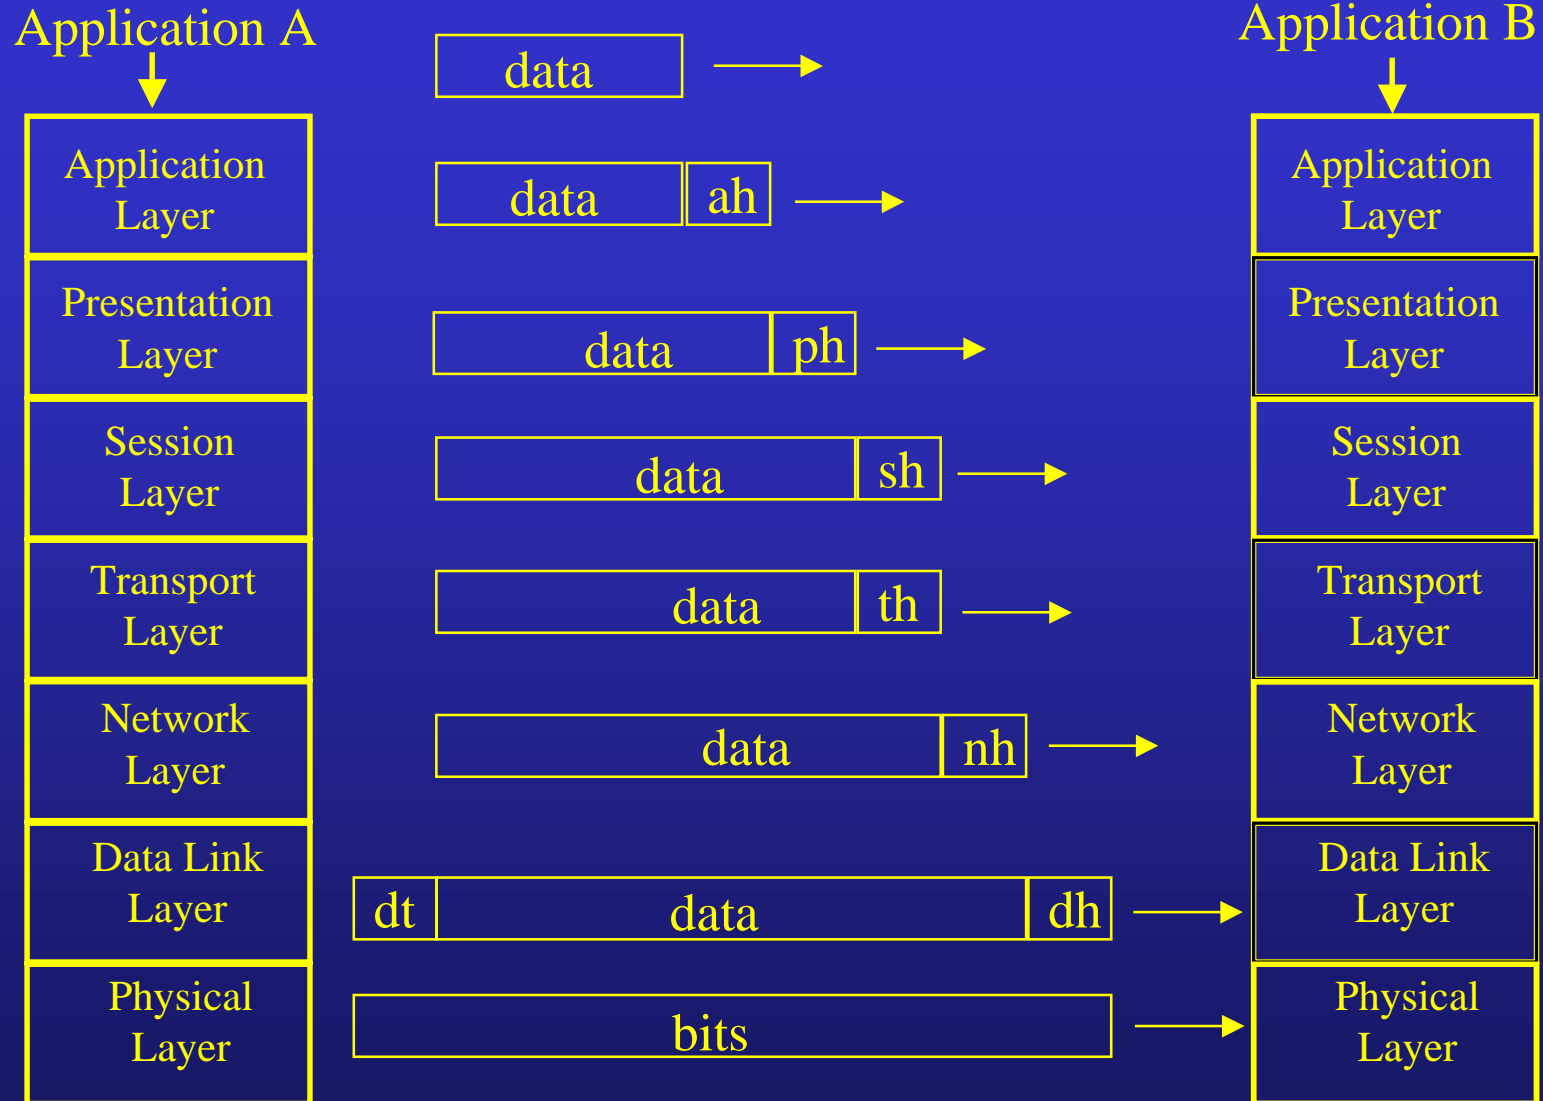 Application A
data
Application B
Application
Layer
data ah
Application
Layer
Presentation
Layer
data ph
Presentation
Layer
Session
Layer
data sh
Session
Layer
Transport
Layer
data th
Transport
Layer
Network
Layer
data nh
Network
Layer
Data Link
Layer
dt data dh
Data Link
Layer
Physical
Layer
bits
Physical
Layer